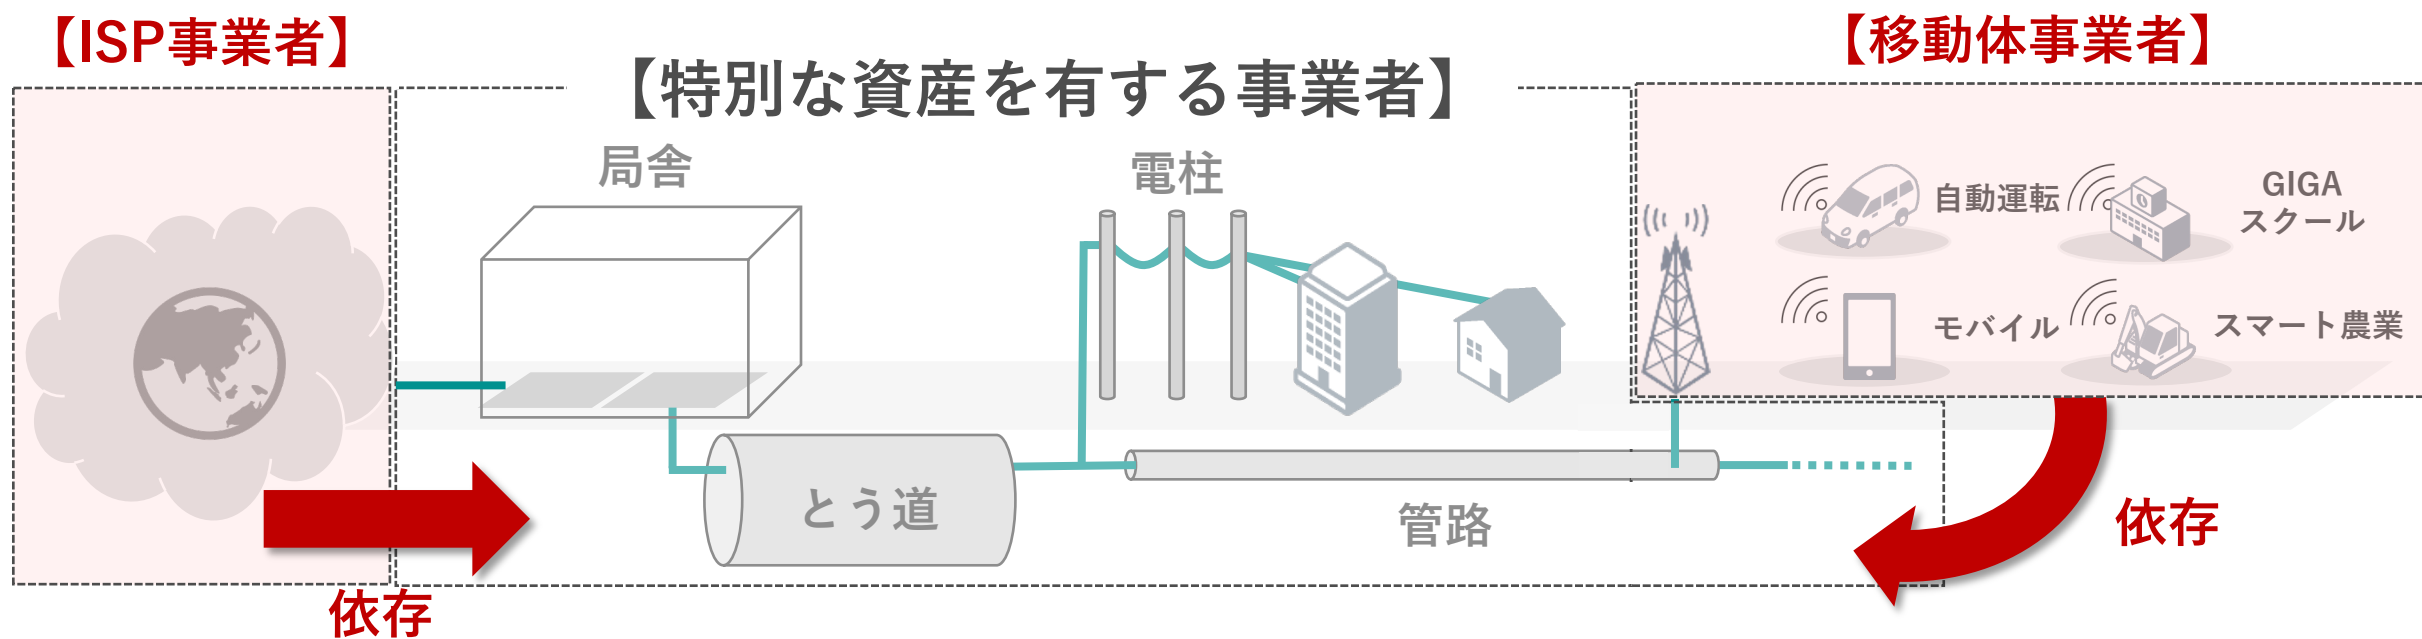 【ISP事業者】
【特別な資産を有する事業者】
【移動体事業者】
局舎
電柱
自動運転
GIGA
スクール
モバイル
スマート農業
とう道
管路
依存
依存